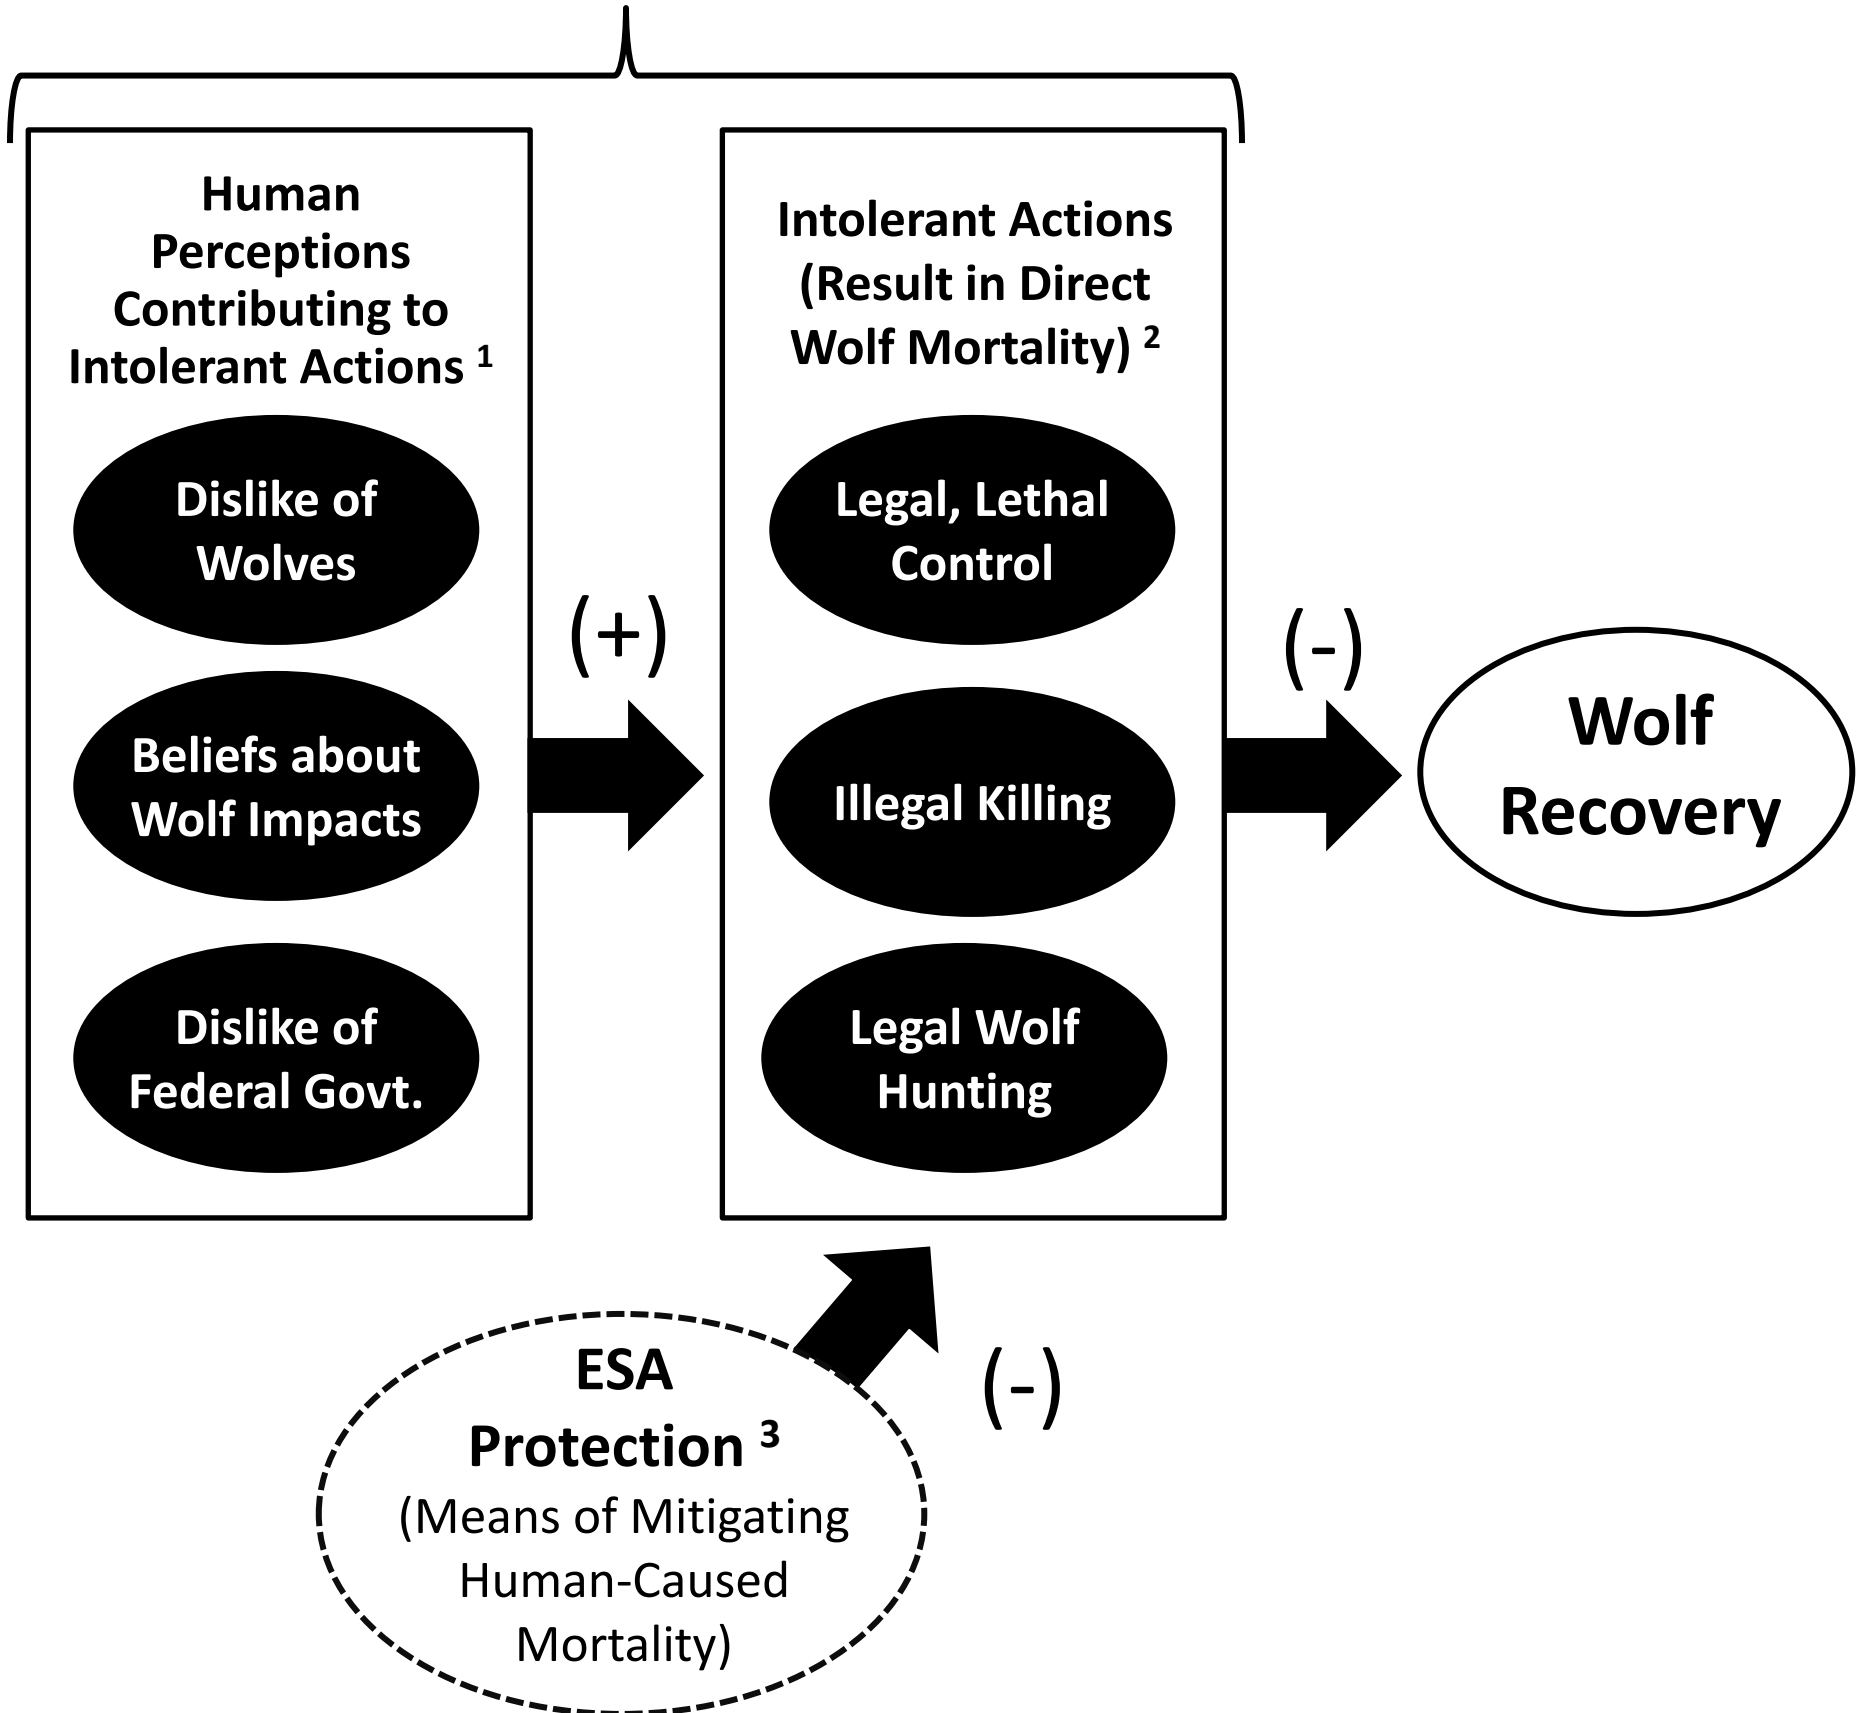 Human
Perceptions
Contributing to
Intolerant Actions 1
Dislike of
Wolves
Beliefs about
Wolf Impacts
Dislike of
Federal Govt.
(+)
Intolerant Actions
(Result in Direct
Wolf Mortality) 2
Legal, Lethal
Control
Illegal Killing
Legal Wolf
Hunting
(-)
Wolf
Recovery
ESA
Protection 3
(Means of Mitigating
Human-Caused
Mortality)
(-)